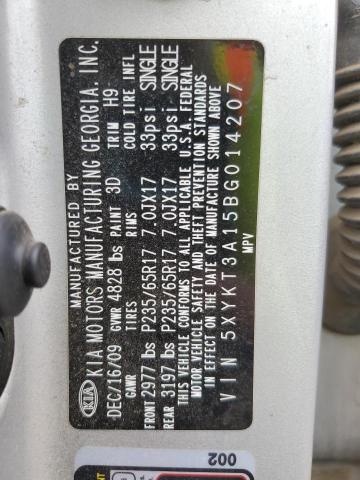 MANUFACTURED BY
KIA KIA MOTORS MANUFACTURING GEORGIA. INC.
DEC/16/09 GVWR 4828 lbs PAINT 3D TRIM H9
GAWR TIRES RIMS COLD TIRE INFL
FRONT 2977 lbs P235/65R17 7.0JX17 33psi SINGLE
REAR 3197 lbs P235/65R17 7.0JX17 33psi SINGLE
THIS VEHICLE CONFORMS TO ALL APPLICABLE U.S.A. FEDERAL
MOTOR VEHICLE SAFETY AND THEFT PREVENTION STANDARDS
IN EFFECT ON THE DATE OF MANUFACTURE SHOWN ABOVE
VIN 5XYKT3A15BG014207
MPV
002